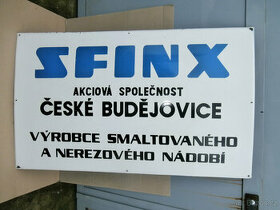 SFINX
AKCIOVÁ SPOLEČNOST
ČESKÉ BUDĚJOVICE
VÝROBCE SMALTOVANÉHO
A NEREZOVÉHO NÁDOBÍ